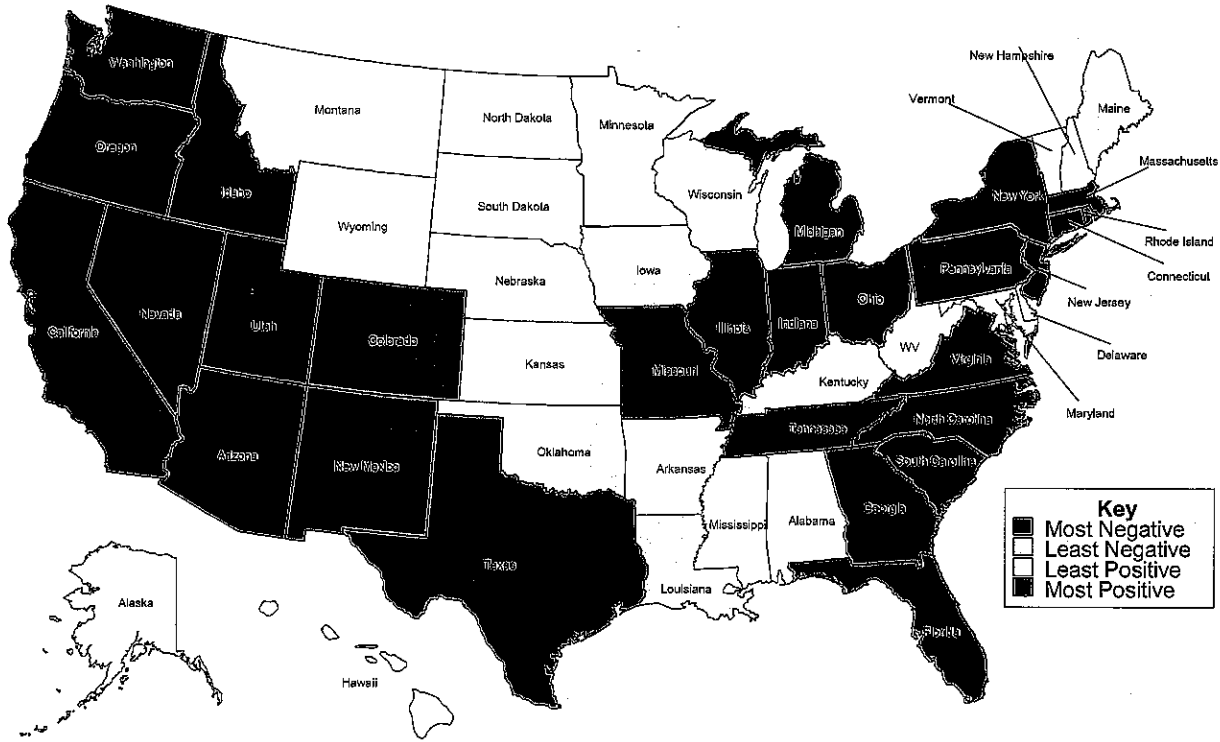 Washington
Montana
North Dakota
Minnesota
New Hampshire
Vermont
Maine
Oregon
Idaho
Wyoming
South Dakota
Wisconsin
Michigan
New York
Massachusetts
Rhode Island
Connecticut
New Jersey
Delaware
Maryland
Nevada
California
Utah
Colorado
Nebraska
Iowa
Illinois
Indiana
Ohio
Pennsylvania
WV
Virginia
Kansas
Missouri
Kentucky
Arizona
New Mexico
Oklahoma
Arkansas
Tennessee
North Carolina
South Carolina
Texas
Louisiana
Mississippi
Alabama
Georgia
Florida
Alaska
Hawaii
Key
Most Negative
Least Negative
Least Positive
Most Positive